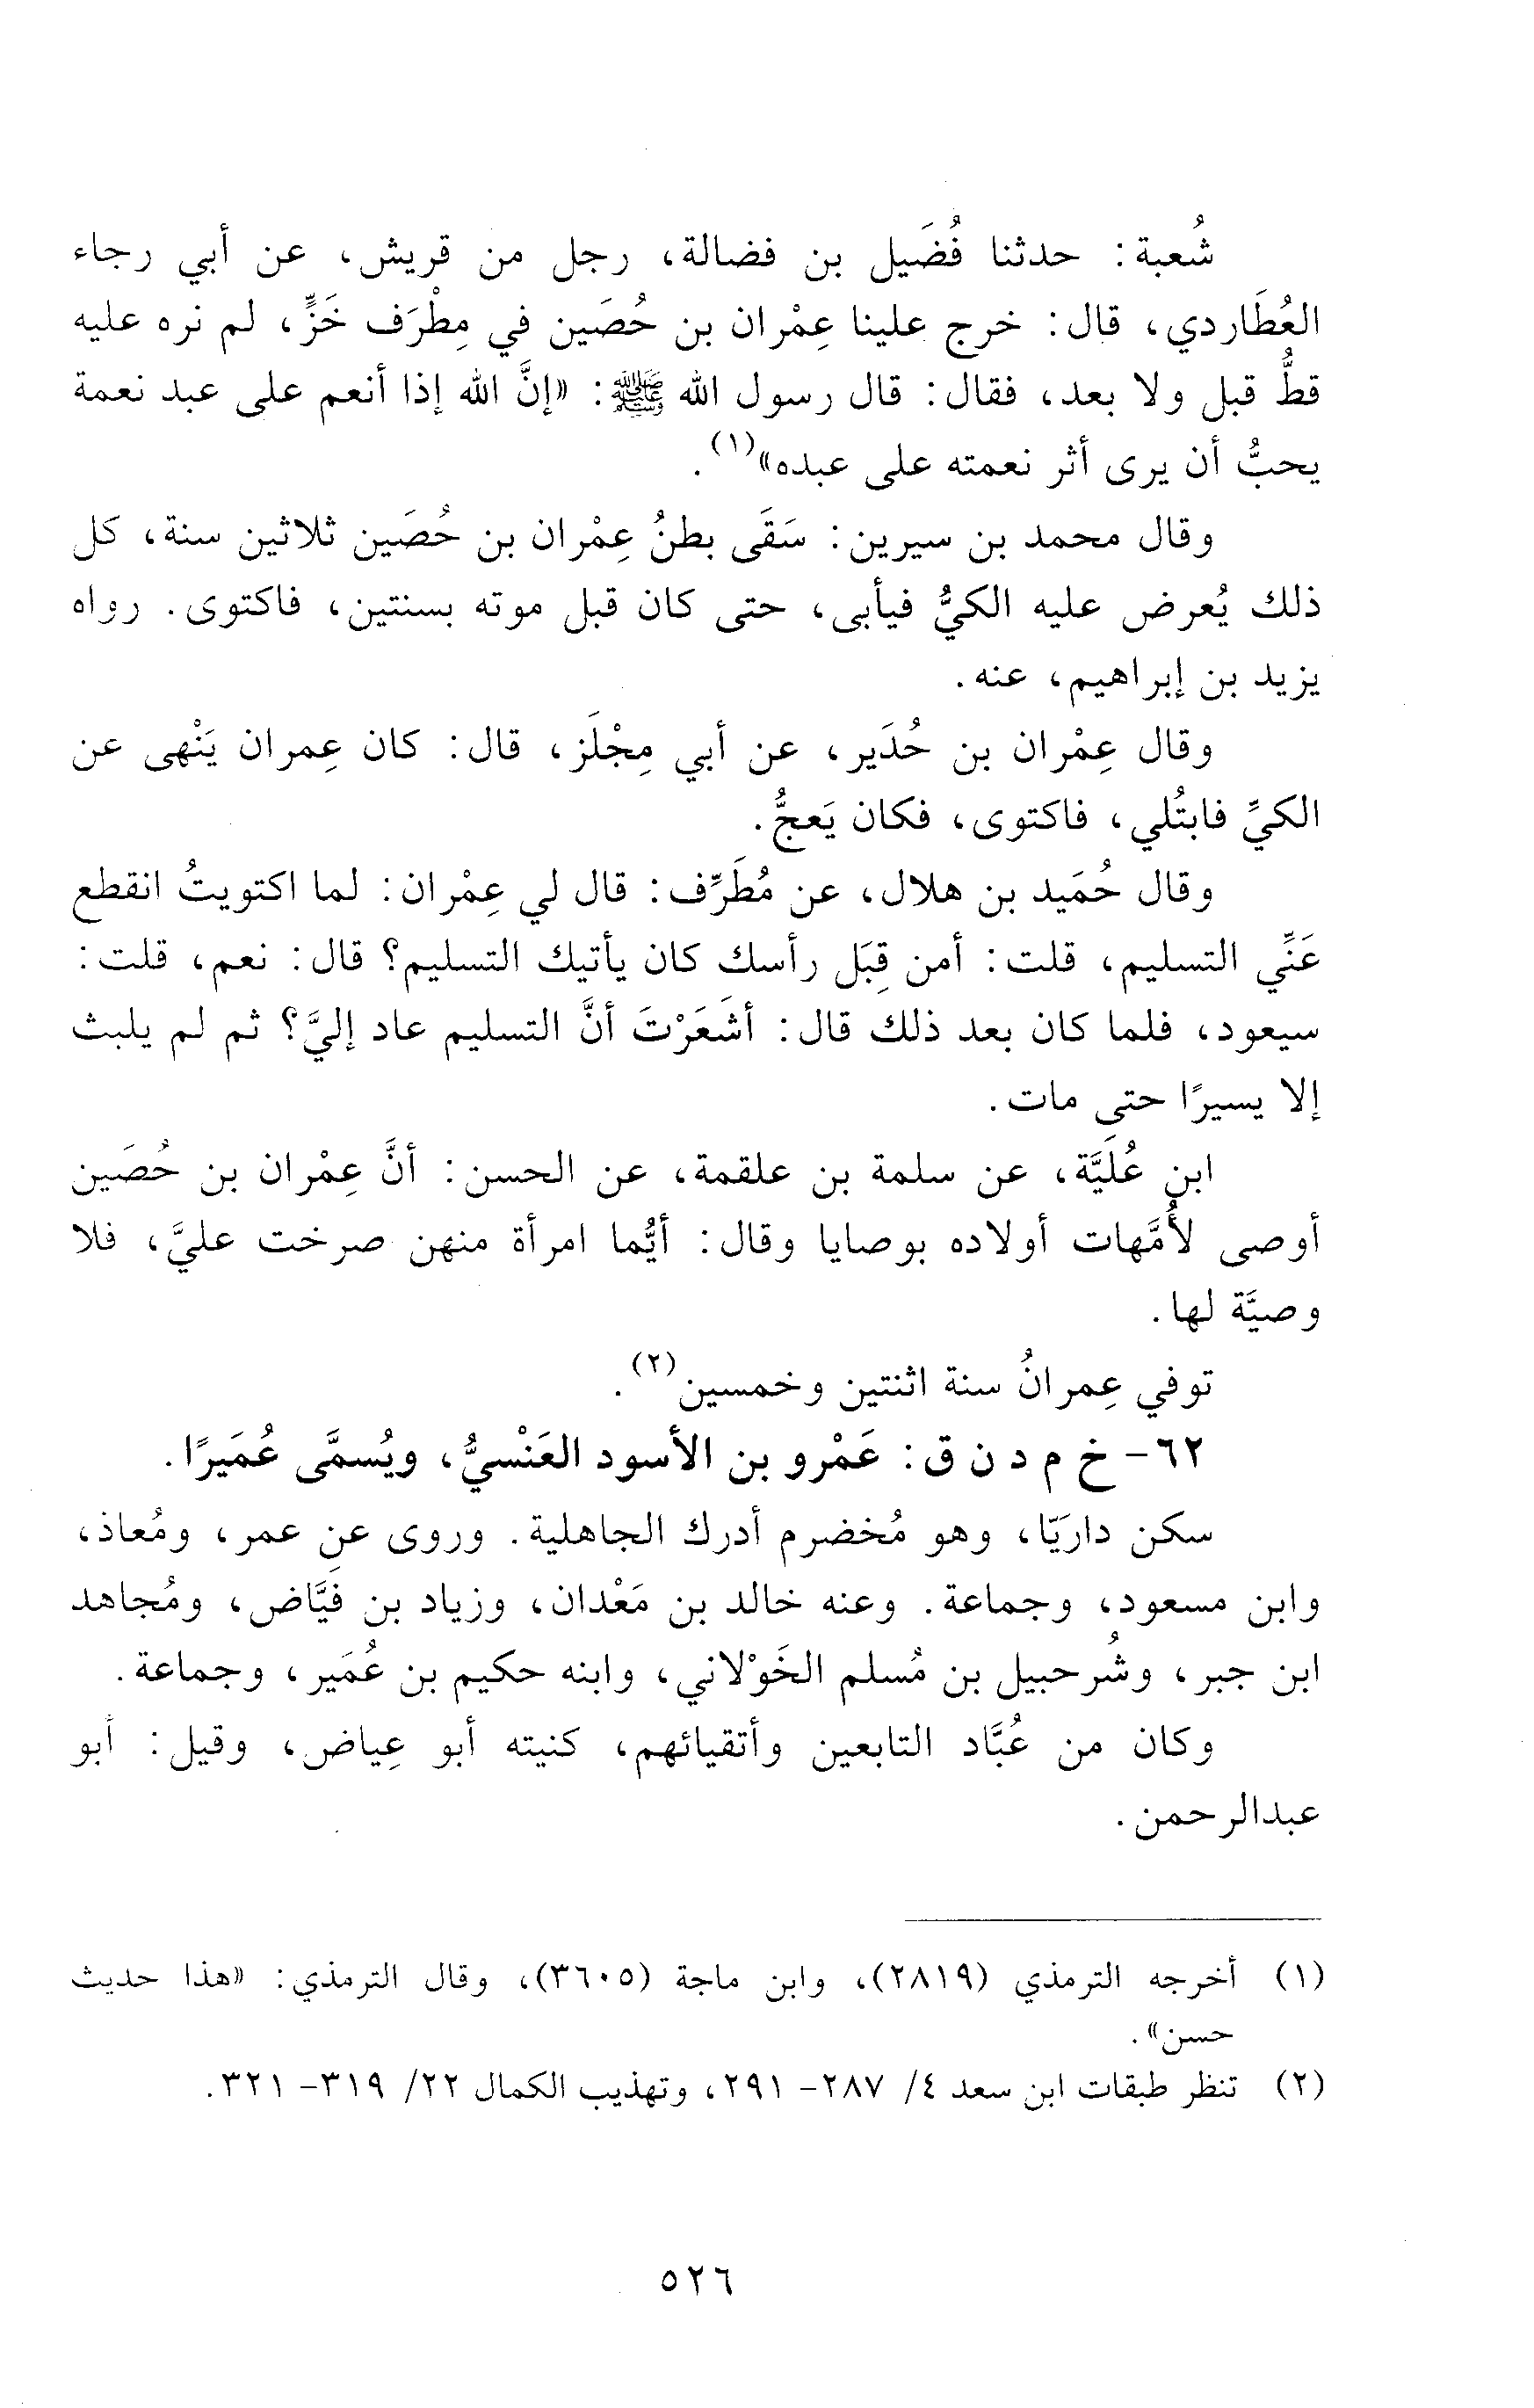 شُعبة: حدثنا فُضَيل بن فضالة، رجل من قريش، عن أبي رجاء
العُطَاردي، قال: خرج علينا عِمْران بن حُصَين في مِطْرَف خَزٍّ، لم نره عليه
قطُّ قبل ولا بعد، فقال: قال رسول الله ﷺ: «إنَّ الله إذا أنعم على عبد نعمة
يحبُّ أن يرى أثر نعمته على عبده»(١).
وقال محمد بن سيرين: سَقَى بطنُ عِمْران بن حُصَين ثلاثين سنة، كل
ذلك يُعرض عليه الكيُّ فيأبى، حتى كان قبل موته بسنتين، فاكتوى. رواه
يزيد بن إبراهيم، عنه.
وقال عِمْران بن حُدَير، عن أبي مِجْلَز، قال: كان عِمران يَنْهى عن
الكيِّ فابتُلي، فاكتوى، فكان يَعجُّ.
وقال حُمَيد بن هلال، عن مُطَرِّف: قال لي عِمْران: لما اكتويتُ انقطع
عَنِّي التسليم، قلت: أمن قِبَل رأسك كان يأتيك التسليم؟ قال: نعم، قلت:
سيعود، فلما كان بعد ذلك قال: أشَعَرْتَ أنَّ التسليم عاد إليَّ؟ ثم لم يلبث
إلا يسيرًا حتى مات.
ابن عُلَيَّة، عن سلمة بن علقمة، عن الحسن: أنَّ عِمْران بن حُصَين
أوصى لأُمَّهات أولاده بوصايا وقال: أيُّما امرأة منهن صرخت عليَّ، فلا
وصيَّة لها.
توفي عِمرانُ سنة اثنتين وخمسين(٢).
٦٢- خ م د ن ق: عَمْرو بن الأسود العَنْسيُّ، ويُسمَّى عُمَيرًا.
سكن داريّا، وهو مُخضرم أدرك الجاهلية. وروى عن عمر، ومُعاذ،
وابن مسعود، وجماعة. وعنه خالد بن مَعْدان، وزياد بن فَيَّاض، ومُجاهد
ابن جبر، وشُرحبيل بن مُسلم الخَوْلاني، وابنه حكيم بن عُمَير، وجماعة.
وكان من عُبَّاد التابعين وأتقيائهم، كنيته أبو عِياض، وقيل: أبو
عبدالرحمن.
(١) أخرجه الترمذي (٢٨١٩)، وابن ماجة (٣٦٠٥)، وقال الترمذي: «هذا حديث
حسن».
(٢) تنظر طبقات ابن سعد ٤/ ٢٨٧- ٢٩١، وتهذيب الكمال ٢٢/ ٣١٩- ٣٢١.
٥٢٦